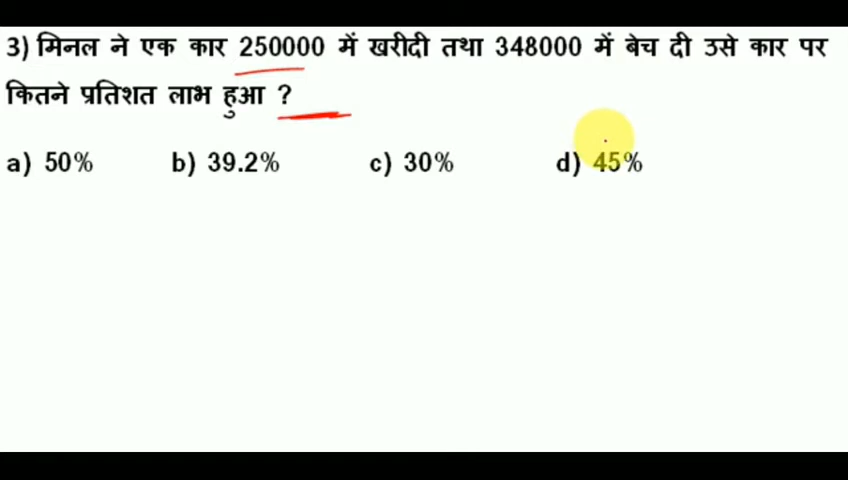 3) मिनल ने एक कार 250000 में खरीदी तथा 348000 में बेच दी उसे कार पर
कितने प्रतिशत लाभ हुआ ?
a) 50% b) 39.2% c) 30% d) 45%